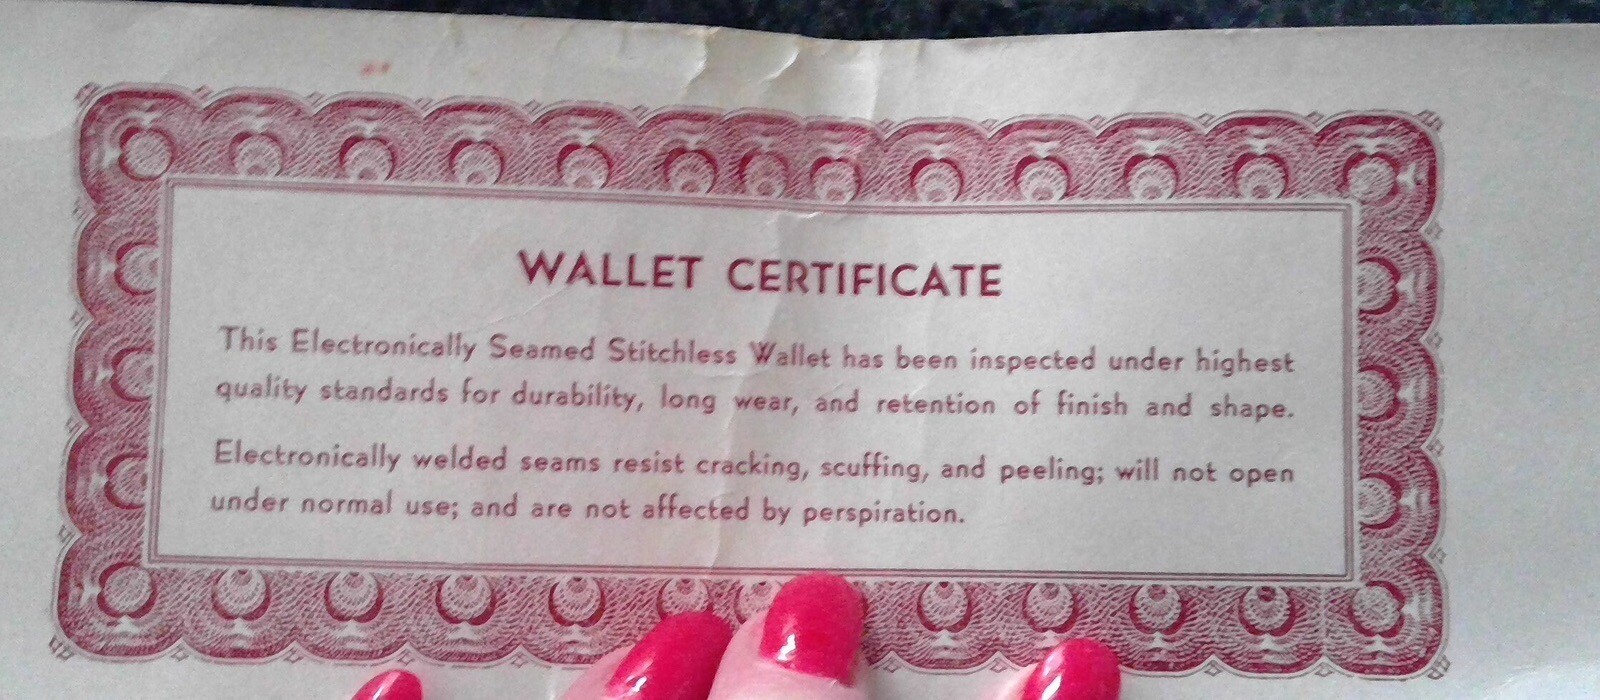 WALLET CERTIFICATE
This Electronically Seamed Stitchless Wallet has been inspected under highest
quality standards for durability, long wear, and retention of finish and shape.
Electronically welded seams resist cracking, scuffing, and peeling; will not open
under normal use; and are not affected by perspiration.